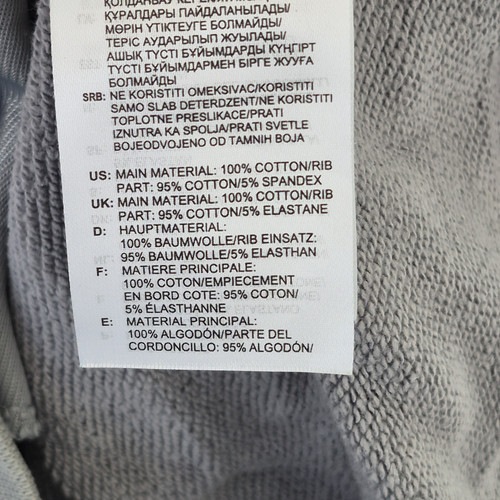 ҚОЛДАНБАУ
ҚҰРАЛДАРЫ ПАЙДАЛАНЫЛАДЫ/
МӨРІН ҮТІКТЕУГЕ БОЛМАЙДЫ/
ТЕРІС АУДАРЫЛЫП ЖУЫЛАДЫ/
АШЫҚ ТҮСТІ БҰЙЫМДАРДЫ КҮҢГІРТ
ТҮСТІ БҰЙЫМДАРМЕН БІРГЕ ЖУУҒА
БОЛМАЙДЫ
SRB: NE KORISTITI OMEKSIVAC/KORISTITI
SAMO SLAB DETERDZENT/NE KORISTITI
TOPLOTNE PRESLIKACE/PRATI
IZNUTRA KA SPOLJA/PRATI SVETLE
BOJEODVOJENO OD TAMNIH BOJA
US: MAIN MATERIAL: 100% COTTON/RIB
PART: 95% COTTON/5% SPANDEX
UK: MAIN MATERIAL: 100% COTTON/RIB
PART: 95% COTTON/5% ELASTANE
D: HAUPTMATERIAL:
100% BAUMWOLLE/RIB EINSATZ:
95% BAUMWOLLE/5% ELASTHAN
F: MATIERE PRINCIPALE:
100% COTON/EMPIECEMENT
EN BORD COTE: 95% COTON/
5% ÉLASTHANNE
E: MATERIAL PRINCIPAL:
100% ALGODÓN/PARTE DEL
CORDONCILLO: 95% ALGODÓN/